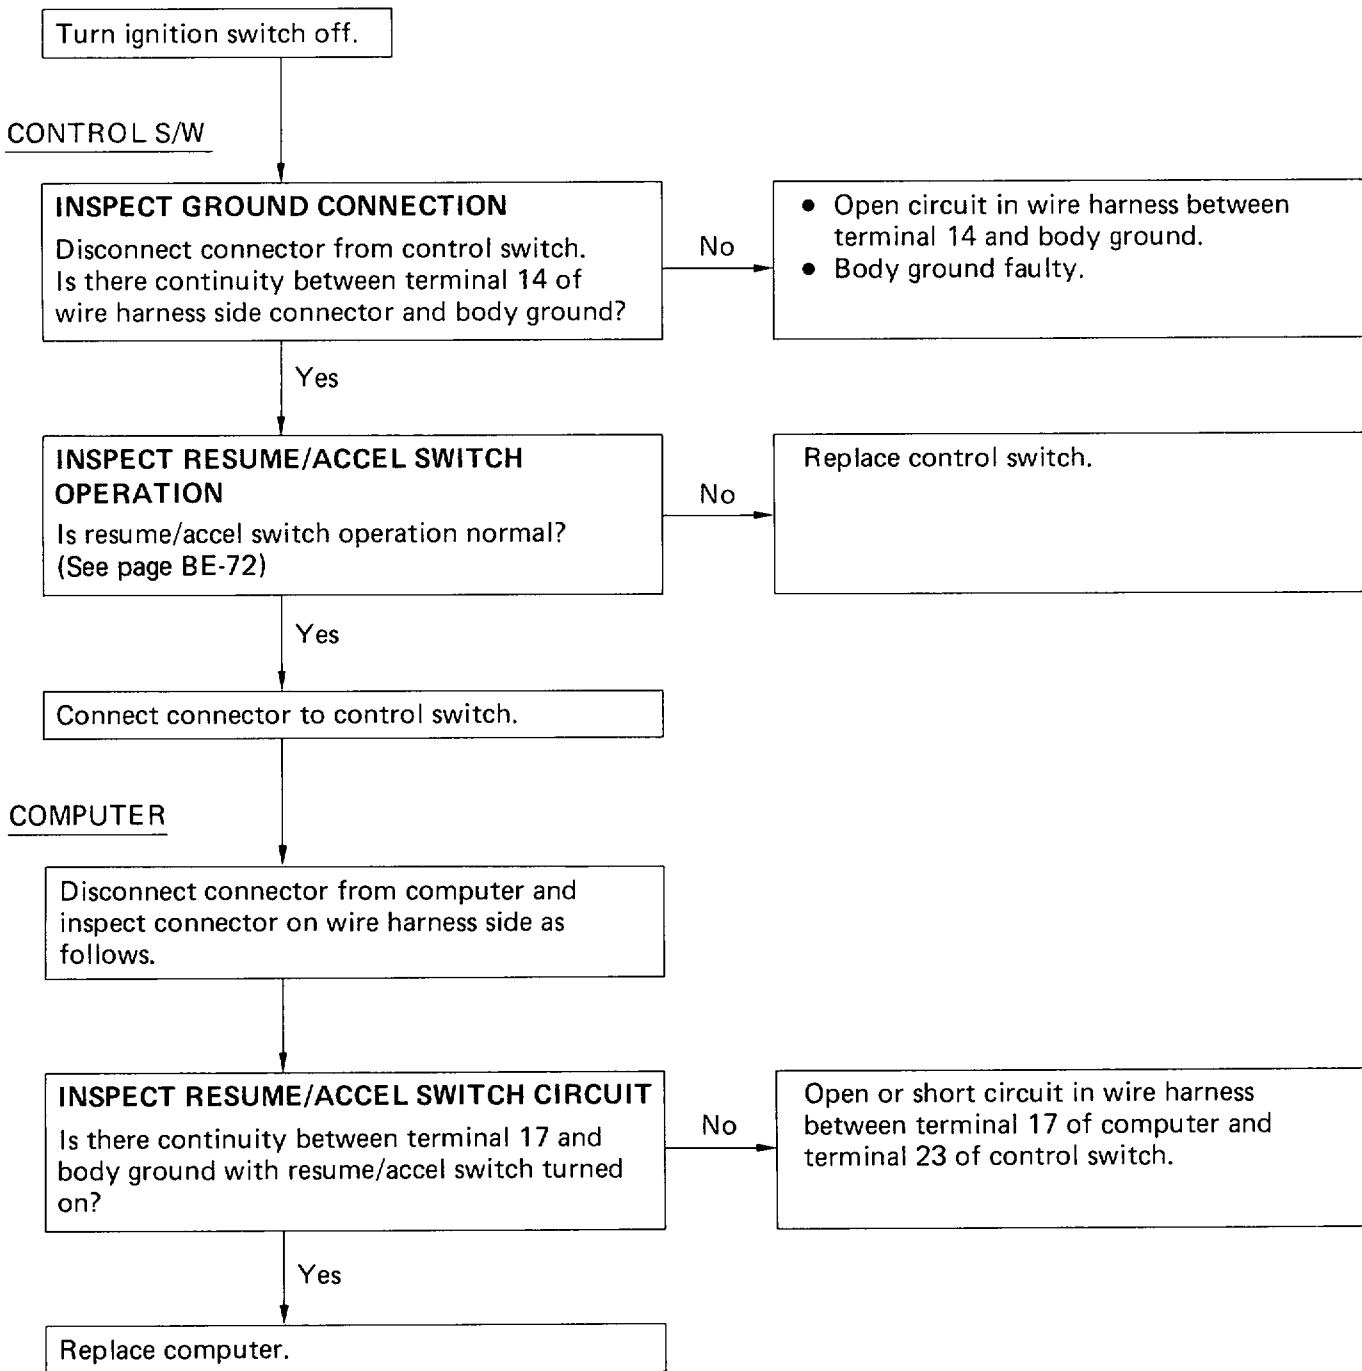 Turn ignition switch off.
CONTROL S/W
INSPECT GROUND CONNECTION
Disconnect connector from control switch.
Is there continuity between terminal 14 of
wire harness side connector and body ground?
No
● Open circuit in wire harness between
terminal 14 and body ground.
● Body ground faulty.
Yes
INSPECT RESUME/ACCEL SWITCH
OPERATION
Is resume/accel switch operation normal?
(See page BE-72)
No
Replace control switch.
Yes
Connect connector to control switch.
COMPUTER
Disconnect connector from computer and
inspect connector on wire harness side as
follows.
INSPECT RESUME/ACCEL SWITCH CIRCUIT
Is there continuity between terminal 17 and
body ground with resume/accel switch turned
on?
No
Open or short circuit in wire harness
between terminal 17 of computer and
terminal 23 of control switch.
Yes
Replace computer.